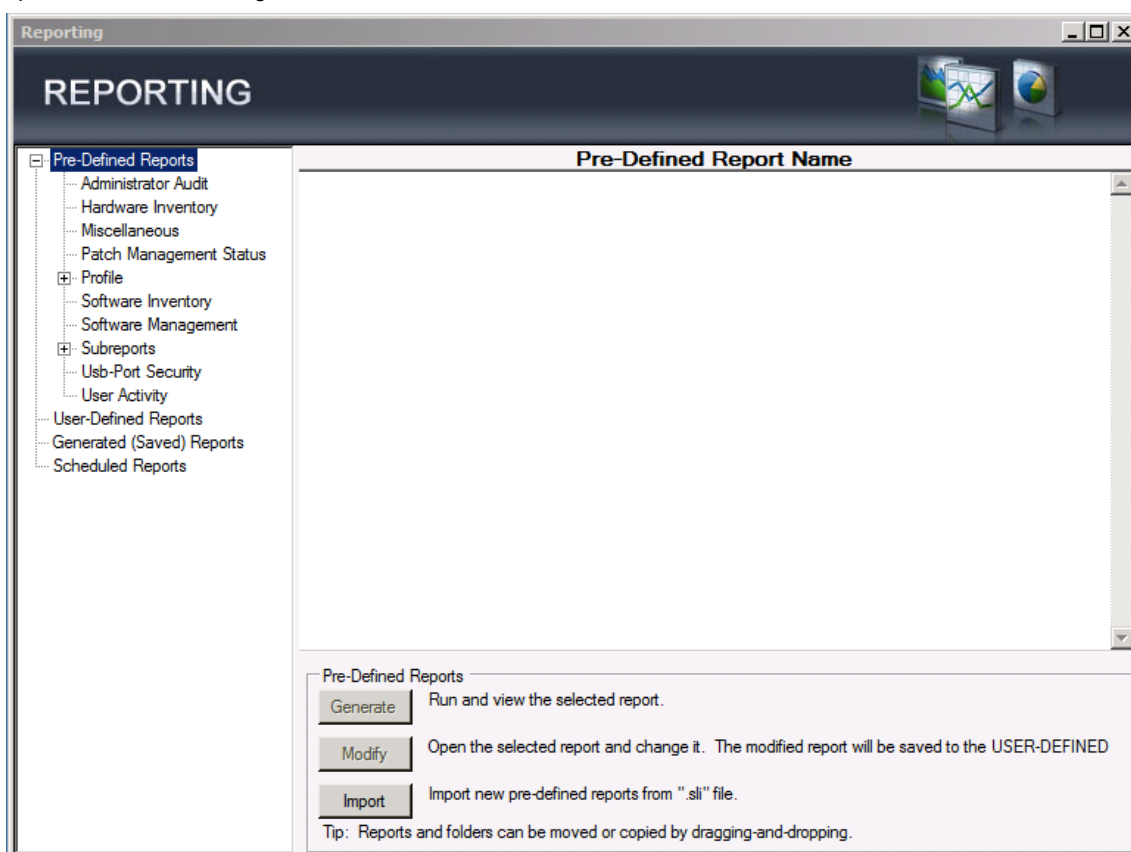 Reporting
REPORTING
Pre-Defined Reports
Administrator Audit
Hardware Inventory
Miscellaneous
Patch Management Status
Profile
Software Inventory
Software Management
Subreports
Usb-Port Security
User Activity
User-Defined Reports
Generated (Saved) Reports
Scheduled Reports
Pre-Defined Report Name
Pre-Defined Reports
Generate Run and view the selected report.
Modify Open the selected report and change it. The modified report will be saved to the USER-DEFINED
Import Import new pre-defined reports from ".sli" file.
Tip: Reports and folders can be moved or copied by dragging-and-dropping.